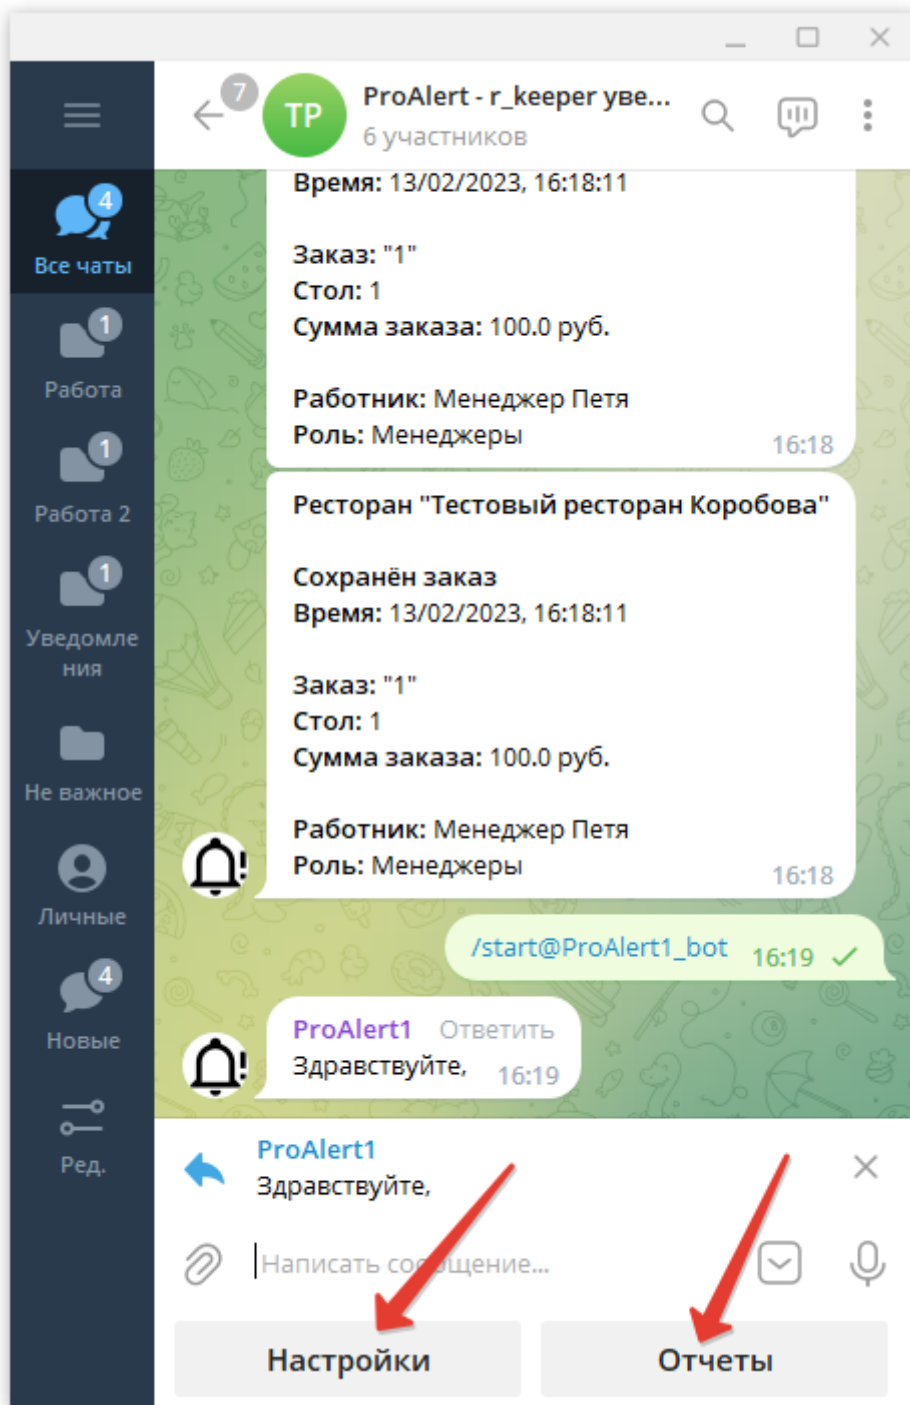 7
TP
ProAlert - r_keeper уве...
6 участников
4
Все чаты
1
Работа
1
Работа 2
1
Уведомле
ния
Не важное
Личные
4
Новые
Ред.
Время: 13/02/2023, 16:18:11
Заказ: "1"
Стол: 1
Сумма заказа: 100.0 руб.
Работник: Менеджер Петя
Роль: Менеджеры
16:18
Ресторан "Тестовый ресторан Коробова"
Сохранён заказ
Время: 13/02/2023, 16:18:11
Заказ: "1"
Стол: 1
Сумма заказа: 100.0 руб.
Работник: Менеджер Петя
Роль: Менеджеры
16:18
/start@ProAlert1_bot 16:19
ProAlert1 Ответить
Здравствуйте, 16:19
ProAlert1
Здравствуйте,
Написать сообщение...
Настройки
Отчеты